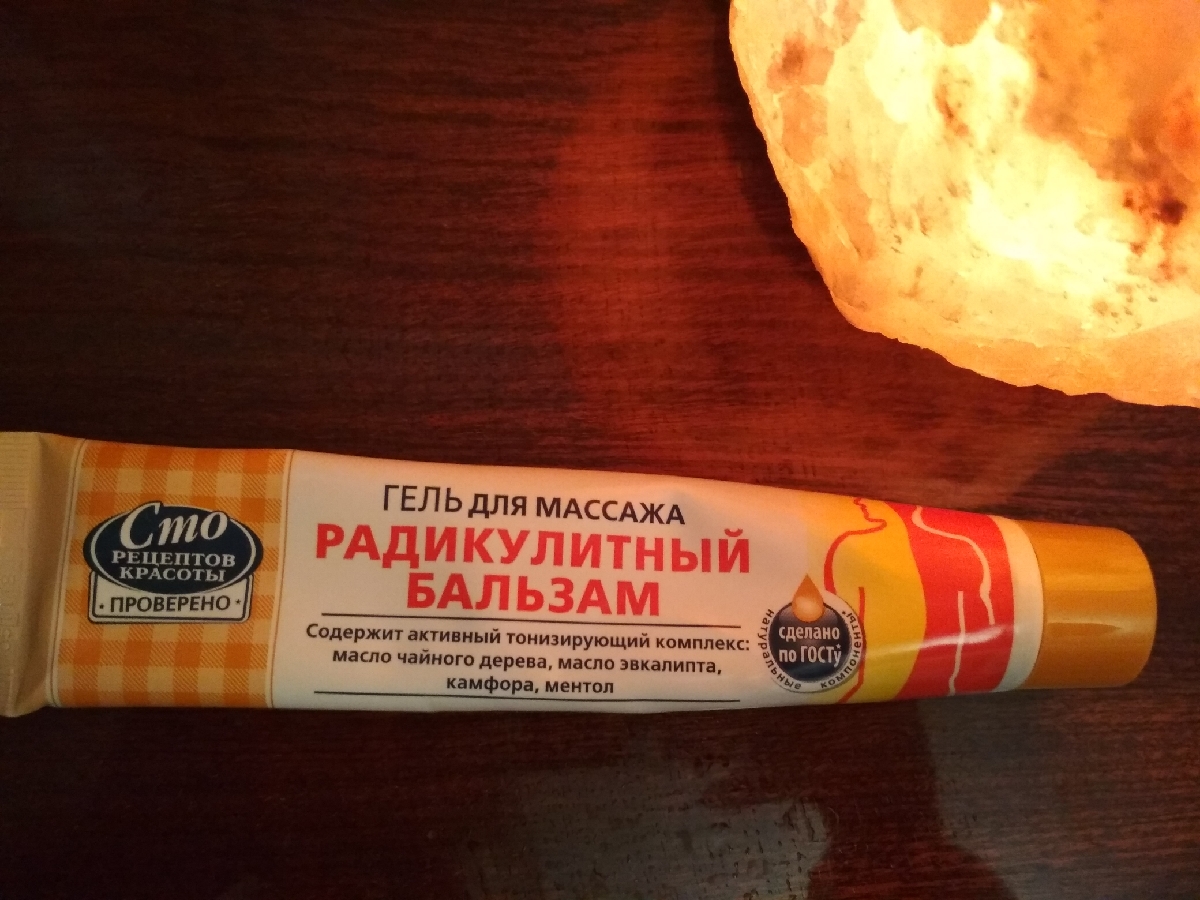 Сто
РЕЦЕПТОВ
КРАСОТЫ
• ПРОВЕРЕНО •
ГЕЛЬ для МАССАЖА
РАДИКУЛИТНЫЙ
БАЛЬЗАМ
Содержит активный тонизирующий комплекс:
масло чайного дерева, масло эвкалипта,
камфора, ментол
сделано
по ГОСТу*
натуральные компоненты*